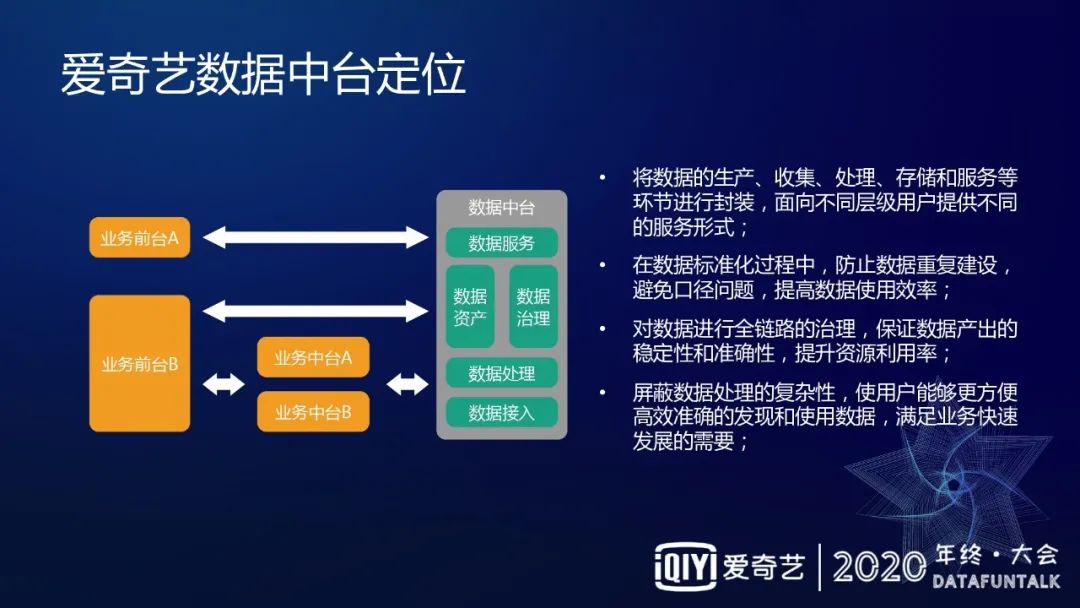 爱奇艺数据中台定位
业务前台A
业务前台B
业务中台A
业务中台B
数据中台
数据服务
数据
资产
数据
治理
数据处理
数据接入
• 将数据的生产、收集、处理、存储和服务等
环节进行封装，面向不同层级用户提供不同
的服务形式；
• 在数据标准化过程中，防止数据重复建设，
避免口径问题，提高数据使用效率；
• 对数据进行全链路的治理，保证数据产出的
稳定性和准确性，提升资源利用率；
• 屏蔽数据处理的复杂性，使用户能够更方便
高效准确的发现和使用数据，满足业务快速
发展的需要；
iQIYI 爱奇艺
2020 年终·大会
DATAFUNTALK